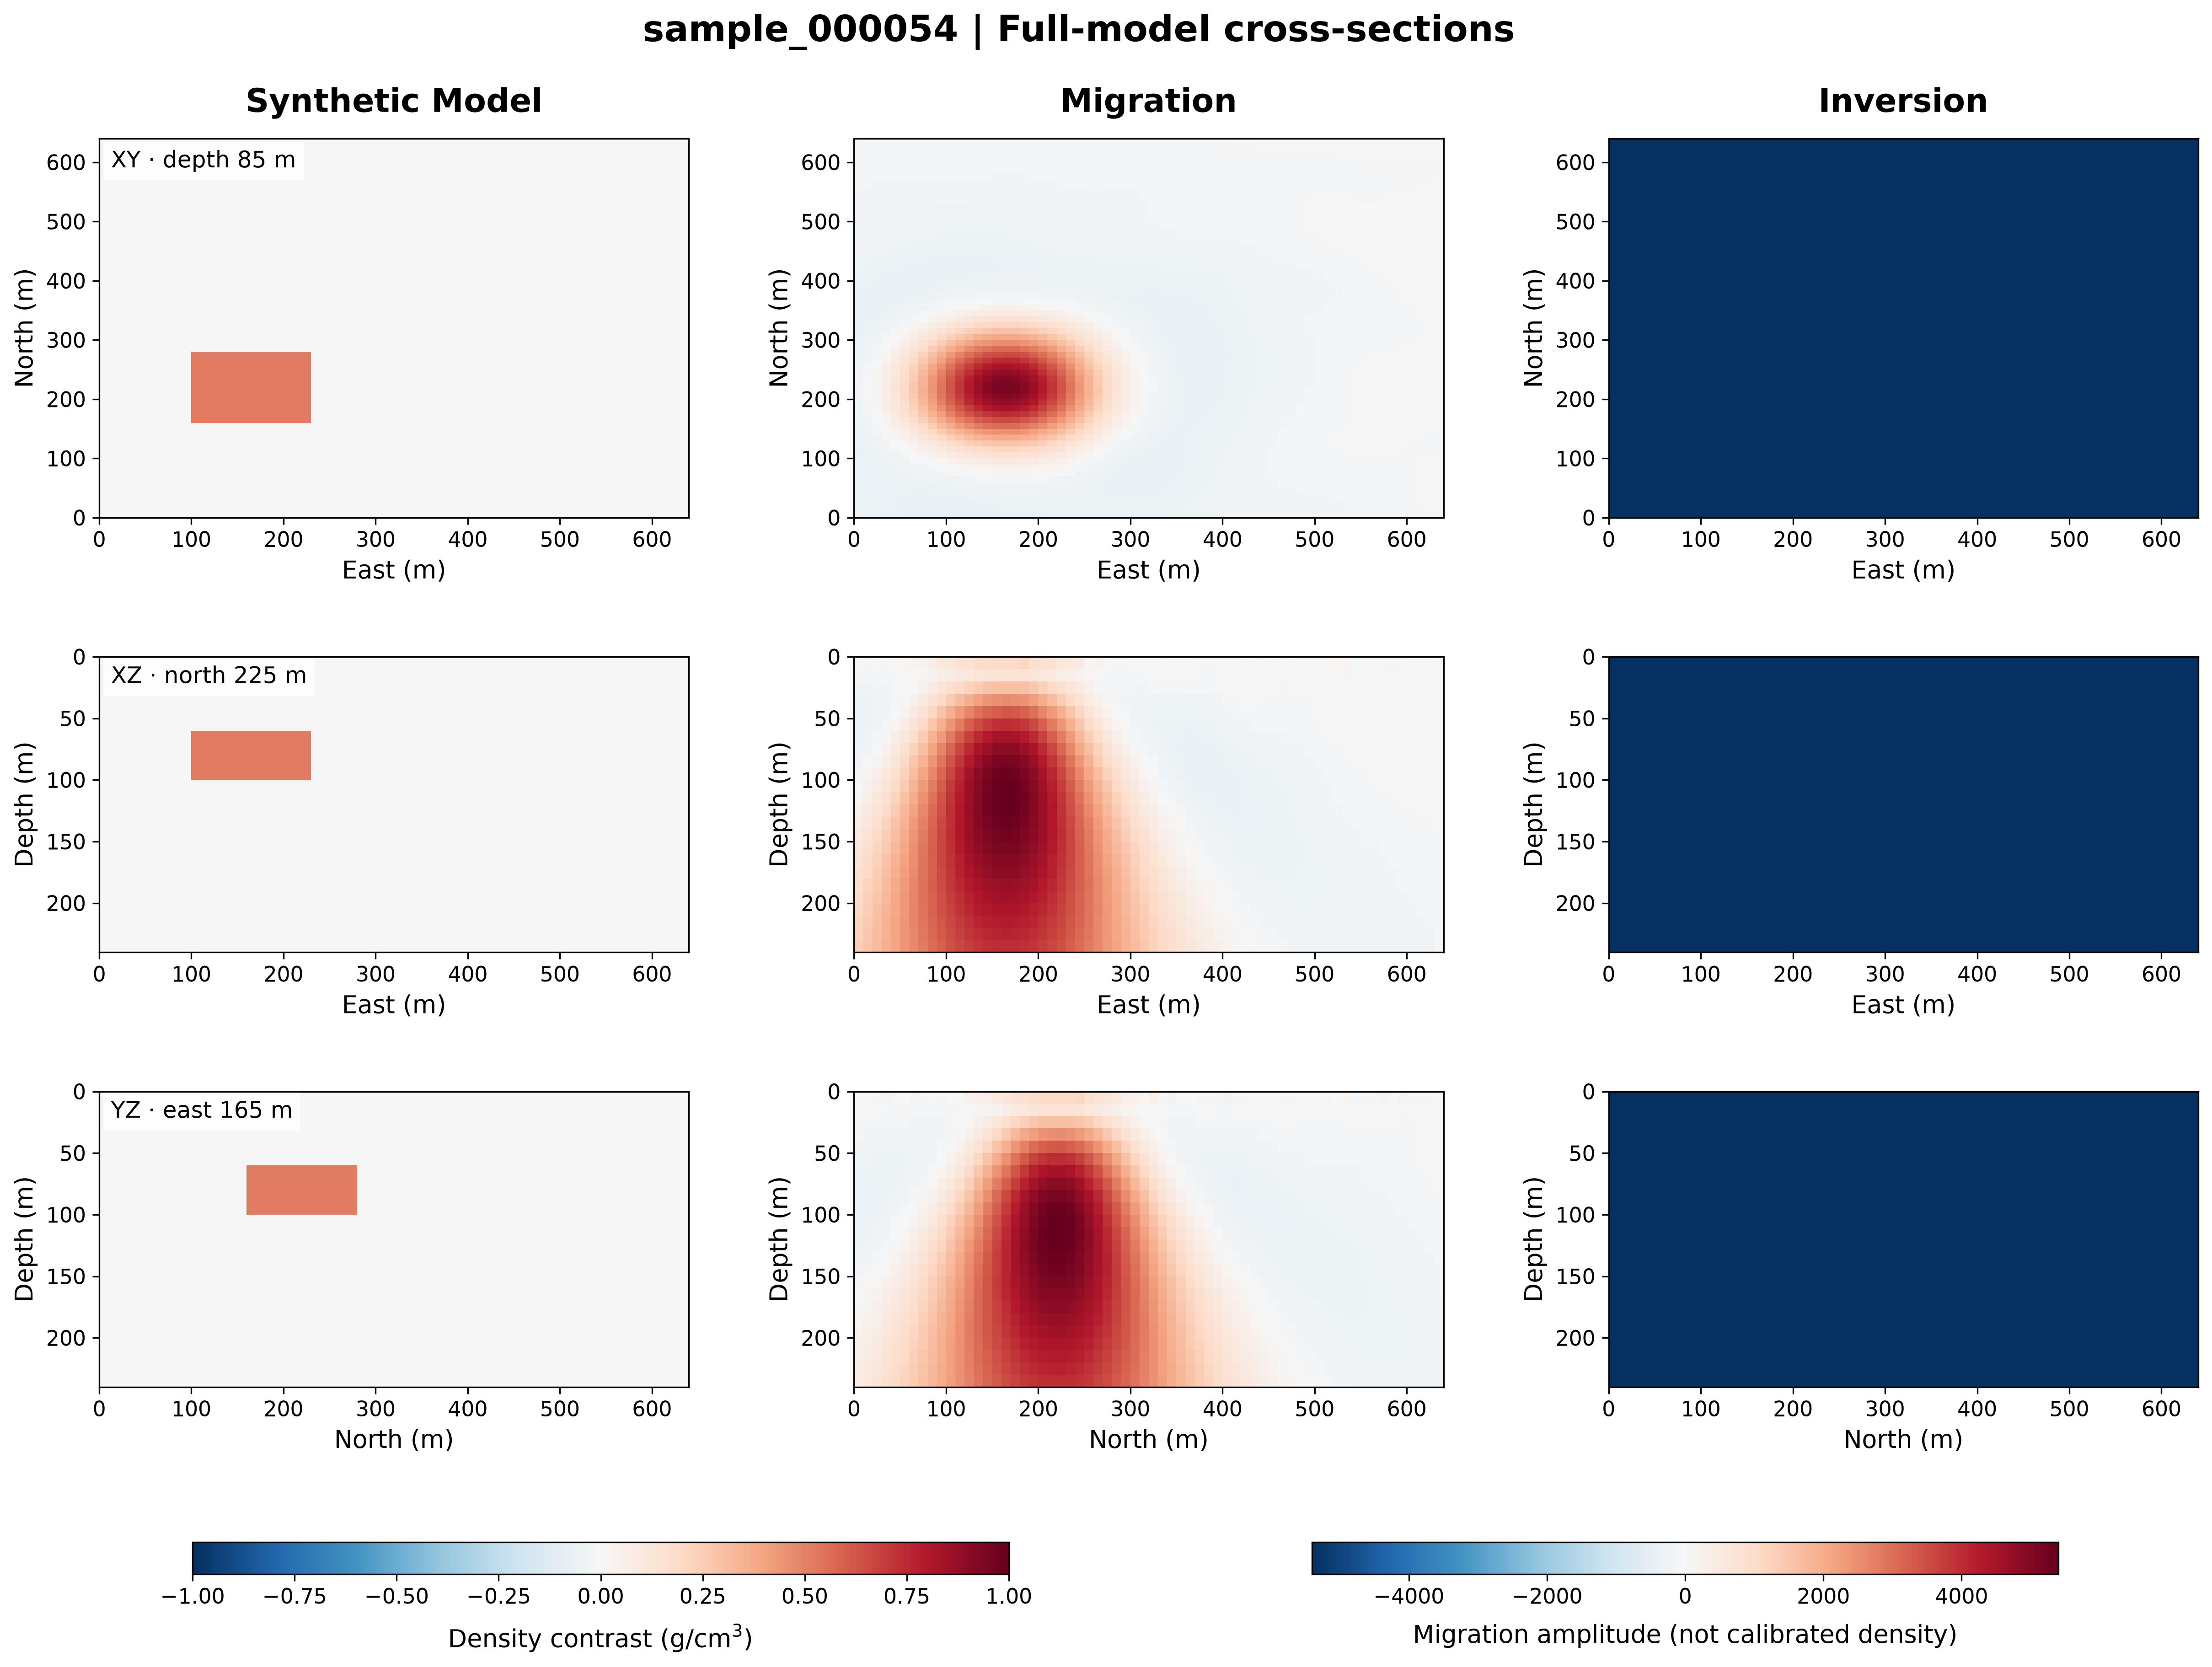 sample_000054 | Full-model cross-sections
Synthetic Model
Migration
Inversion
XY · depth 85 m
600
500
400
300
200
100
0
North (m)
0 100 200 300 400 500 600
East (m)
600
500
400
300
200
100
0
North (m)
0 100 200 300 400 500 600
East (m)
600
500
400
300
200
100
0
North (m)
0 100 200 300 400 500 600
East (m)
XZ · north 225 m
0
50
100
150
200
Depth (m)
0 100 200 300 400 500 600
East (m)
0
50
100
150
200
Depth (m)
0 100 200 300 400 500 600
East (m)
0
50
100
150
200
Depth (m)
0 100 200 300 400 500 600
East (m)
YZ · east 165 m
0
50
100
150
200
Depth (m)
0 100 200 300 400 500 600
North (m)
0
50
100
150
200
Depth (m)
0 100 200 300 400 500 600
North (m)
0
50
100
150
200
Depth (m)
0 100 200 300 400 500 600
North (m)
−1.00 −0.75 −0.50 −0.25 0.00 0.25 0.50 0.75 1.00
Density contrast (g/cm³)
−4000 −2000 0 2000 4000
Migration amplitude (not calibrated density)